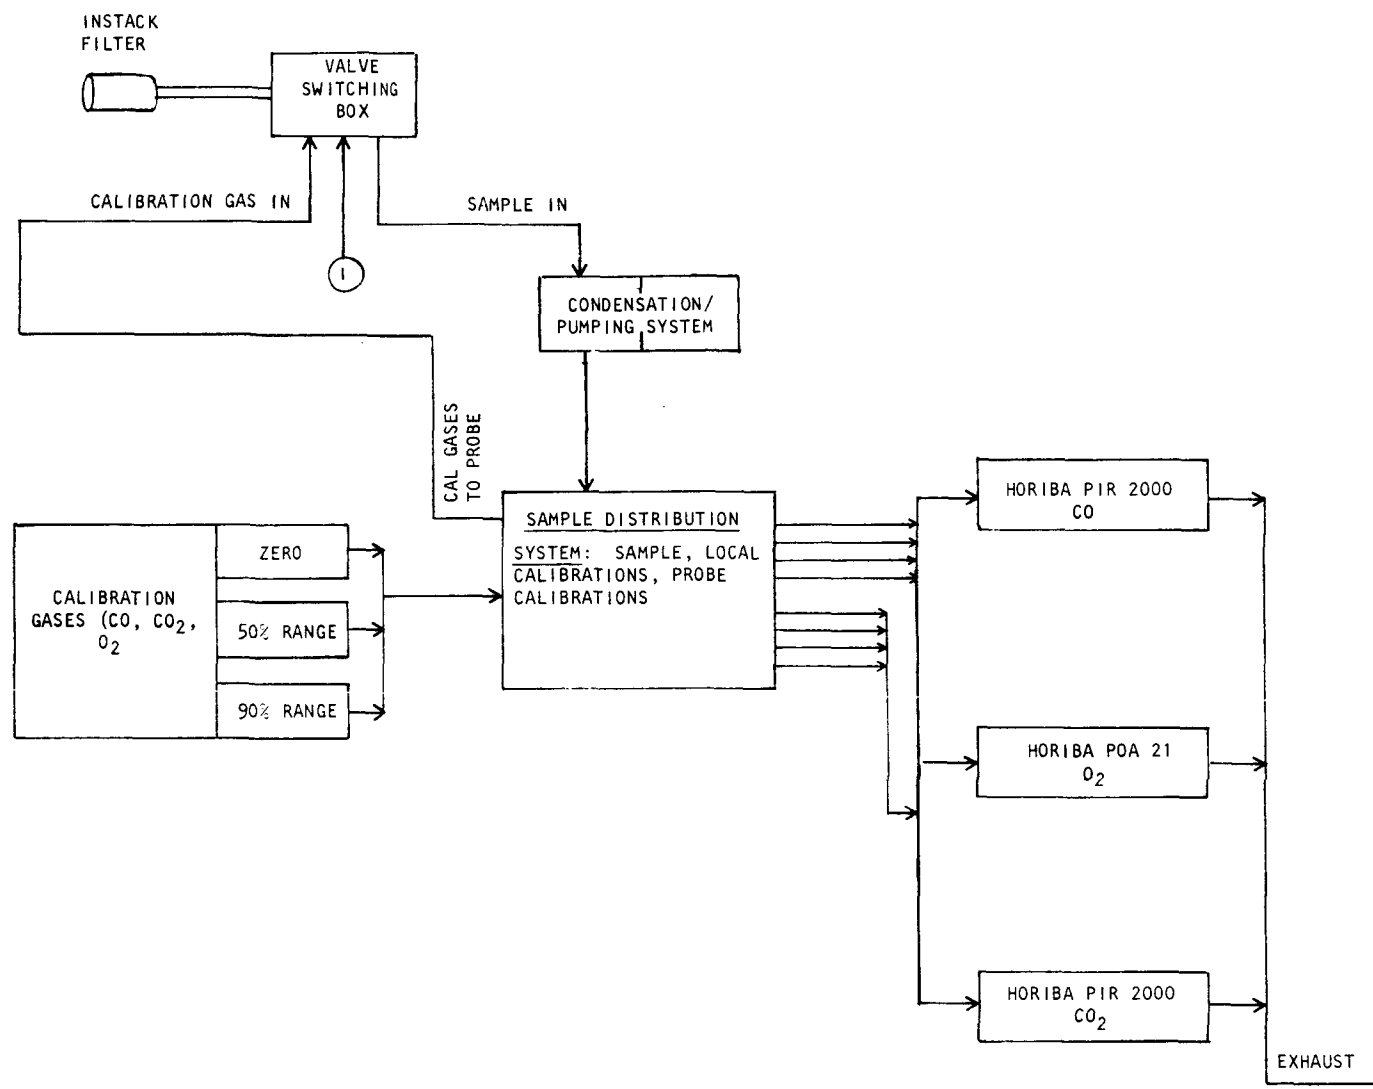 INSTACK
FILTER
VALVE
SWITCHING
BOX
CALIBRATION GAS IN
SAMPLE IN
1
CONDENSATION/
PUMPING SYSTEM
CAL GASES
TO PROBE
SAMPLE DISTRIBUTION
SYSTEM: SAMPLE, LOCAL
CALIBRATIONS, PROBE
CALIBRATIONS
CALIBRATION
GASES (CO, CO2,
O2
ZERO
50% RANGE
90% RANGE
HORIBA PIR 2000
CO
HORIBA POA 21
O2
HORIBA PIR 2000
CO2
EXHAUST